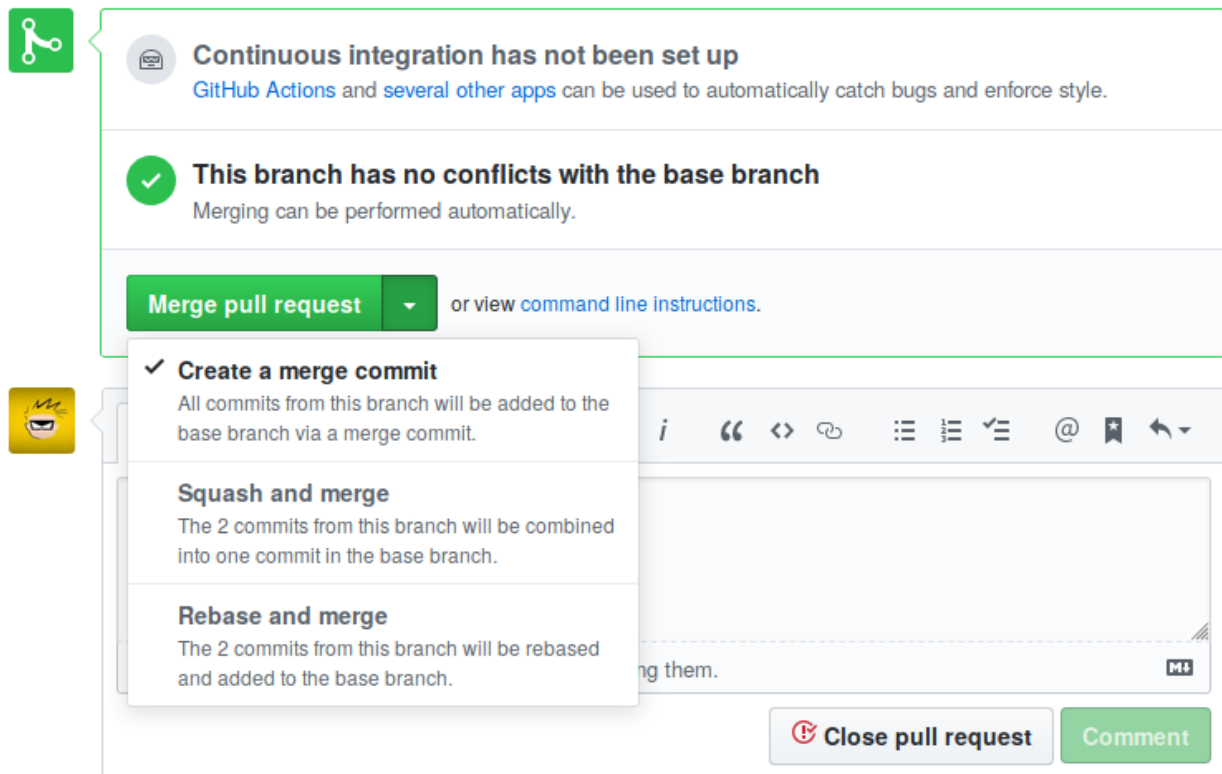 Continuous integration has not been set up
GitHub Actions and several other apps can be used to automatically catch bugs and enforce style.
This branch has no conflicts with the base branch
Merging can be performed automatically.
Merge pull request or view command line instructions.
Create a merge commit
All commits from this branch will be added to the
base branch via a merge commit.
i “ <> @
Squash and merge
The 2 commits from this branch will be combined
into one commit in the base branch.
Rebase and merge
The 2 commits from this branch will be rebased
and added to the base branch.
ng them.
M↓
Close pull request Comment